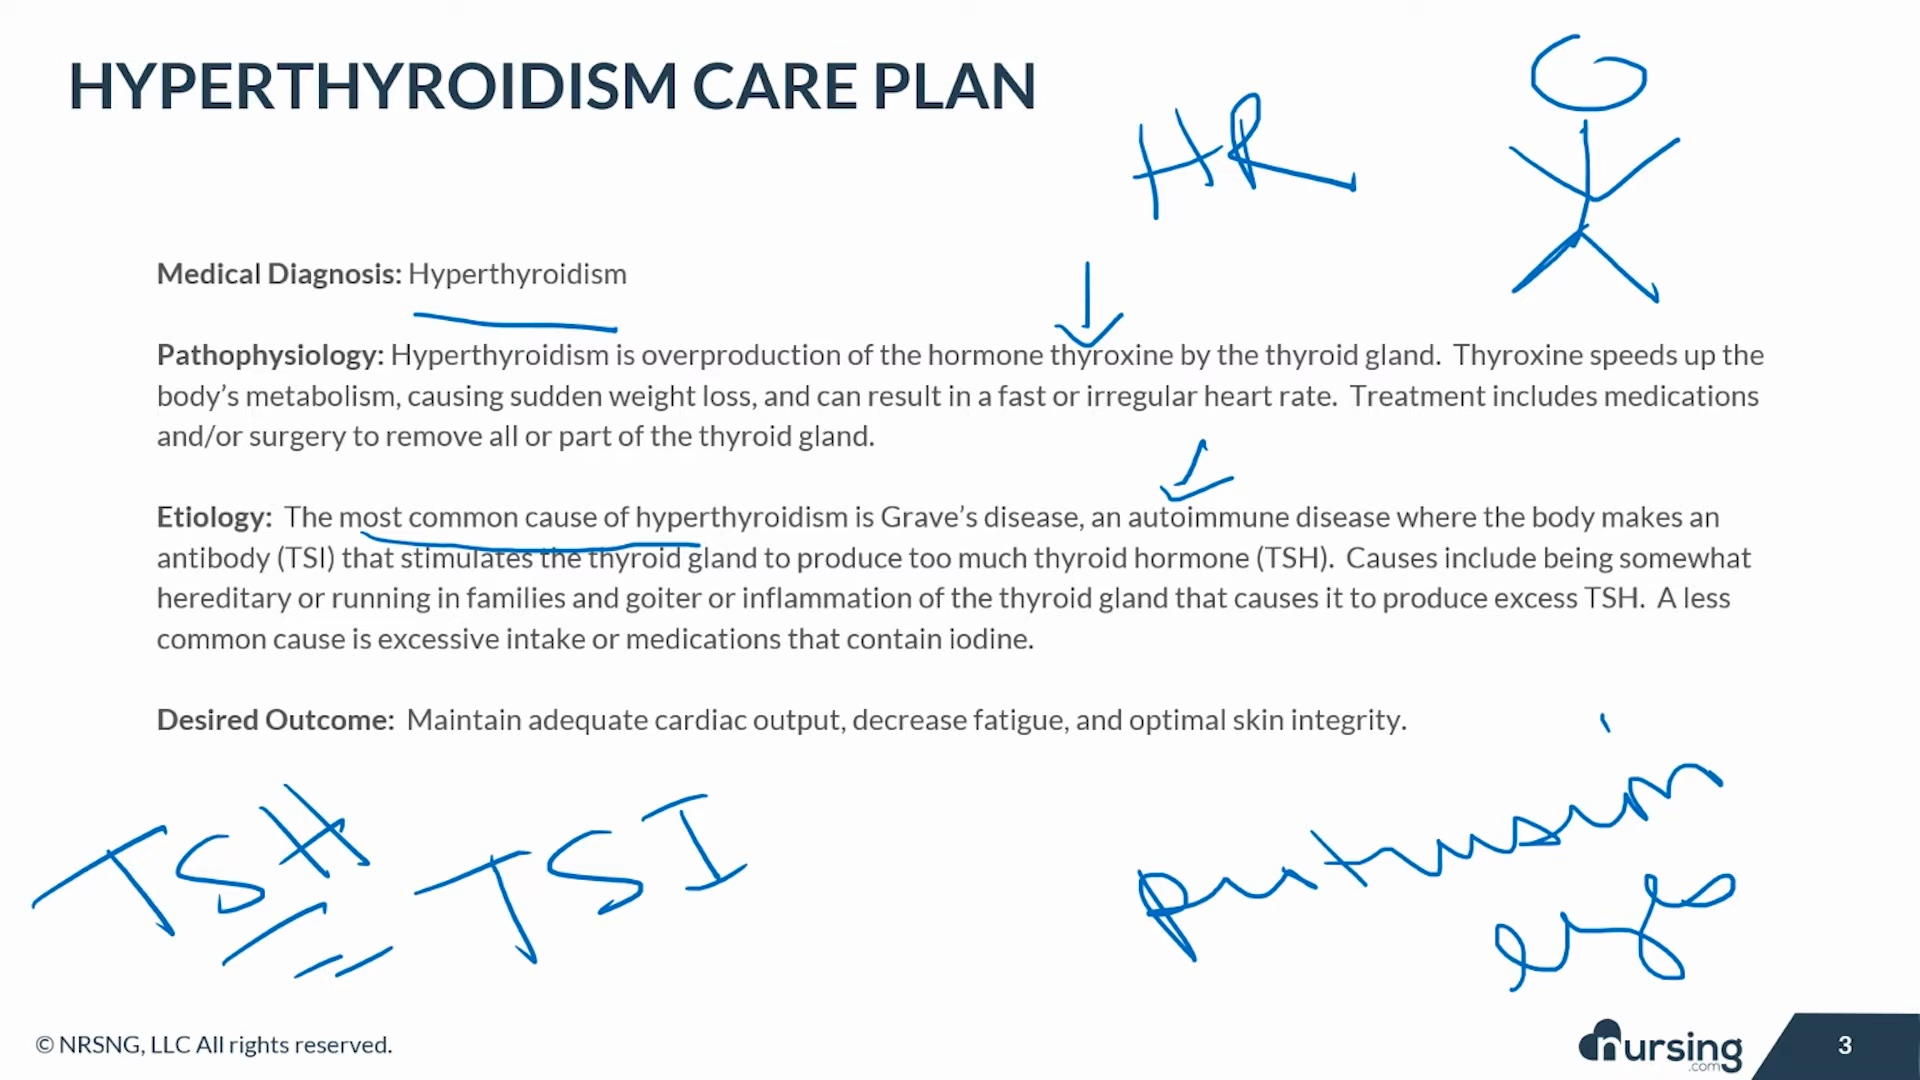 HYPERTHYROIDISM CARE PLAN
HR
Medical Diagnosis: Hyperthyroidism
Pathophysiology: Hyperthyroidism is overproduction of the hormone thyroxine by the thyroid gland. Thyroxine speeds up the
body’s metabolism, causing sudden weight loss, and can result in a fast or irregular heart rate. Treatment includes medications
and/or surgery to remove all or part of the thyroid gland.
Etiology: The most common cause of hyperthyroidism is Grave’s disease, an autoimmune disease where the body makes an
antibody (TSI) that stimulates the thyroid gland to produce too much thyroid hormone (TSH). Causes include being somewhat
hereditary or running in families and goiter or inflammation of the thyroid gland that causes it to produce excess TSH. A less
common cause is excessive intake or medications that contain iodine.
Desired Outcome: Maintain adequate cardiac output, decrease fatigue, and optimal skin integrity.
TSH TSI
© NRSNG, LLC All rights reserved.
nursing
.com
3